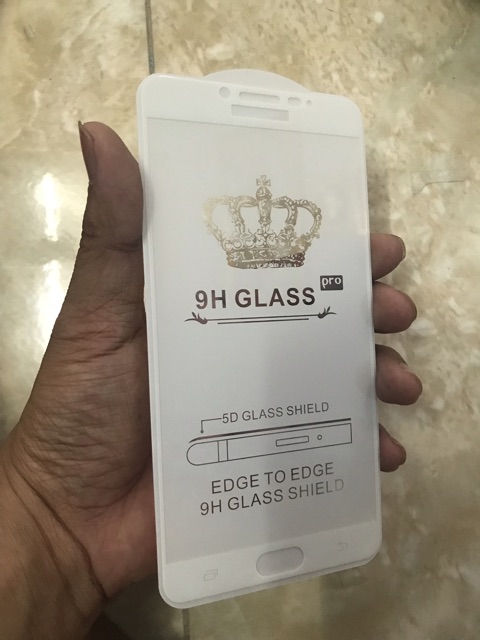 9H GLASS pro
5D GLASS SHIELD
EDGE TO EDGE
9H GLASS SHIELD